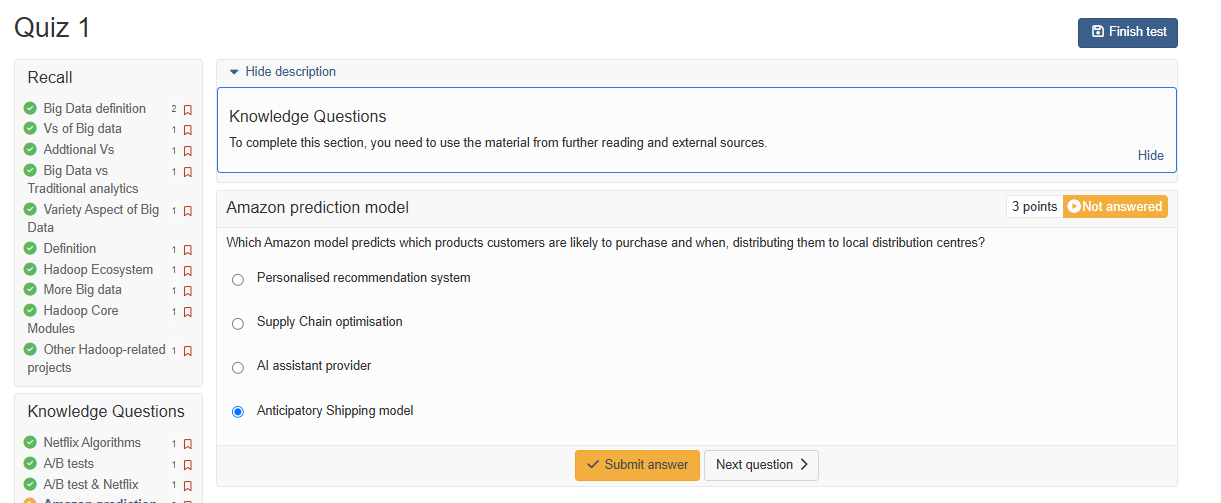 Quiz 1
Finish test
Recall
Big Data definition 2
Vs of Big data 1
Addtional Vs 1
Big Data vs 1
Traditional analytics
Variety Aspect of Big 1
Data
Definition 1
Hadoop Ecosystem 1
More Big data 1
Hadoop Core 1
Modules
Other Hadoop-related 1
projects
Knowledge Questions
Netflix Algorithms 1
A/B tests 1
A/B test & Netflix 1
Amazon prediction
Hide description
Knowledge Questions
To complete this section, you need to use the material from further reading and external sources.
Hide
Amazon prediction model
3 points Not answered
Which Amazon model predicts which products customers are likely to purchase and when, distributing them to local distribution centres?
Personalised recommendation system
Supply Chain optimisation
AI assistant provider
Anticipatory Shipping model
Submit answer
Next question